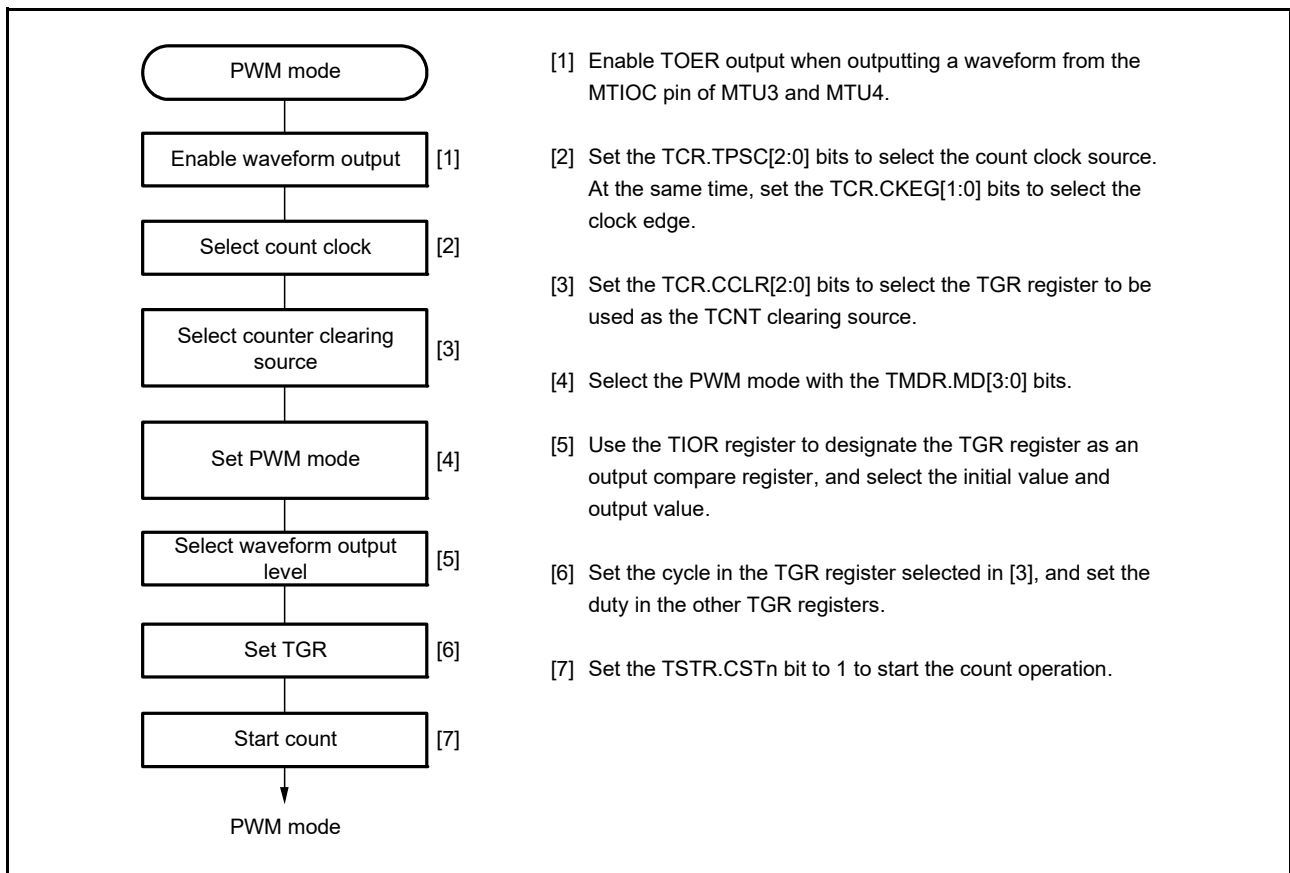 PWM mode
Enable waveform output [1]
Select count clock [2]
Select counter clearing
source
[3]
Set PWM mode [4]
Select waveform output
level
[5]
Set TGR [6]
Start count [7]
PWM mode
[1] Enable TOER output when outputting a waveform from the
MTIOC pin of MTU3 and MTU4.
[2] Set the TCR.TPSC[2:0] bits to select the count clock source.
At the same time, set the TCR.CKEG[1:0] bits to select the
clock edge.
[3] Set the TCR.CCLR[2:0] bits to select the TGR register to be
used as the TCNT clearing source.
[4] Select the PWM mode with the TMDR.MD[3:0] bits.
[5] Use the TIOR register to designate the TGR register as an
output compare register, and select the initial value and
output value.
[6] Set the cycle in the TGR register selected in [3], and set the
duty in the other TGR registers.
[7] Set the TSTR.CSTn bit to 1 to start the count operation.